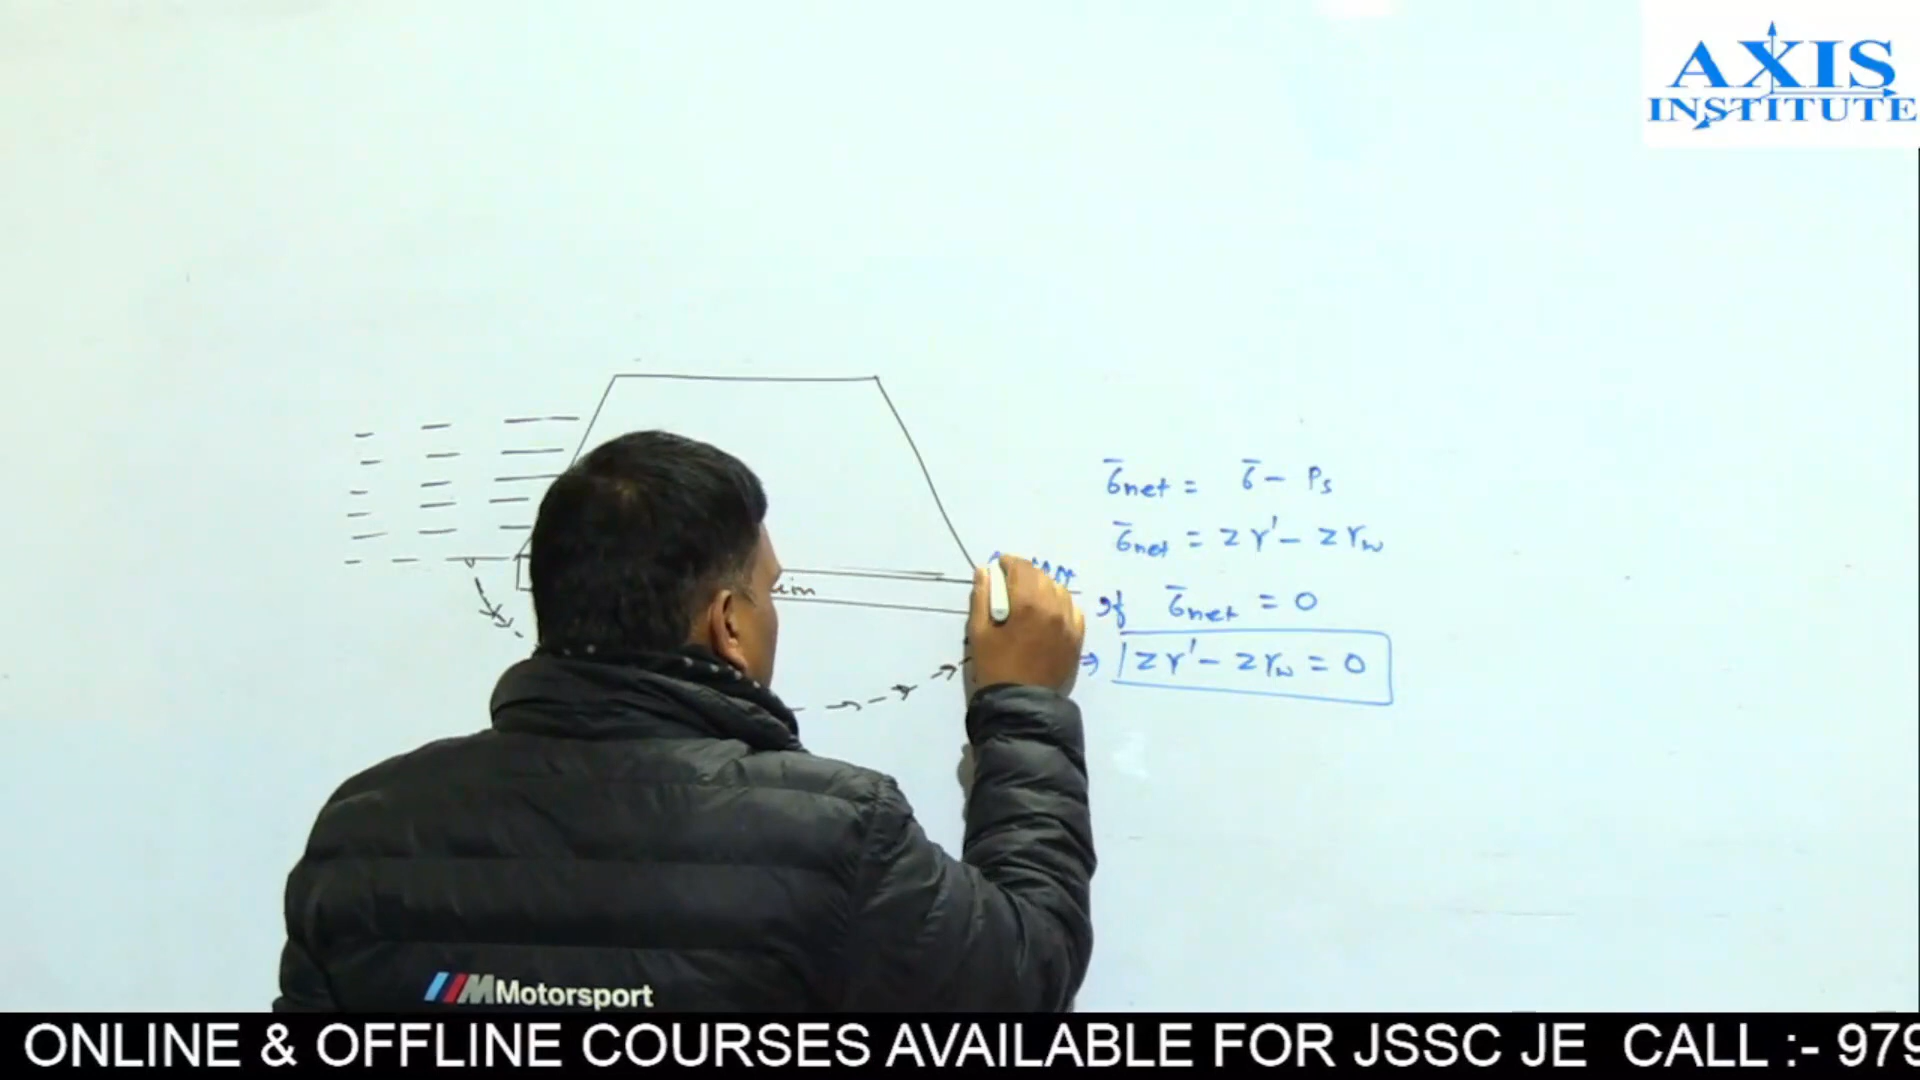 AXIS
INSTITUTE
σ̄net = σ̄ - Ps
σ̄net = zγ' - zγw
if σ̄net = 0
⇒ zγ' - zγw = 0
MMotorsport
ONLINE & OFFLINE COURSES AVAILABLE FOR JSSC JE CALL :- 979